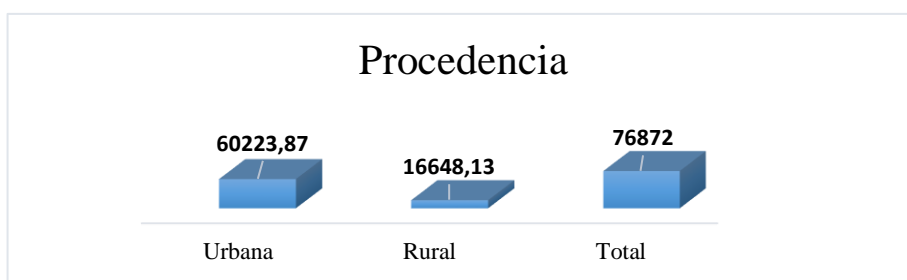 Procedencia
60223,87
16648,13
76872
Urbana
Rural
Total